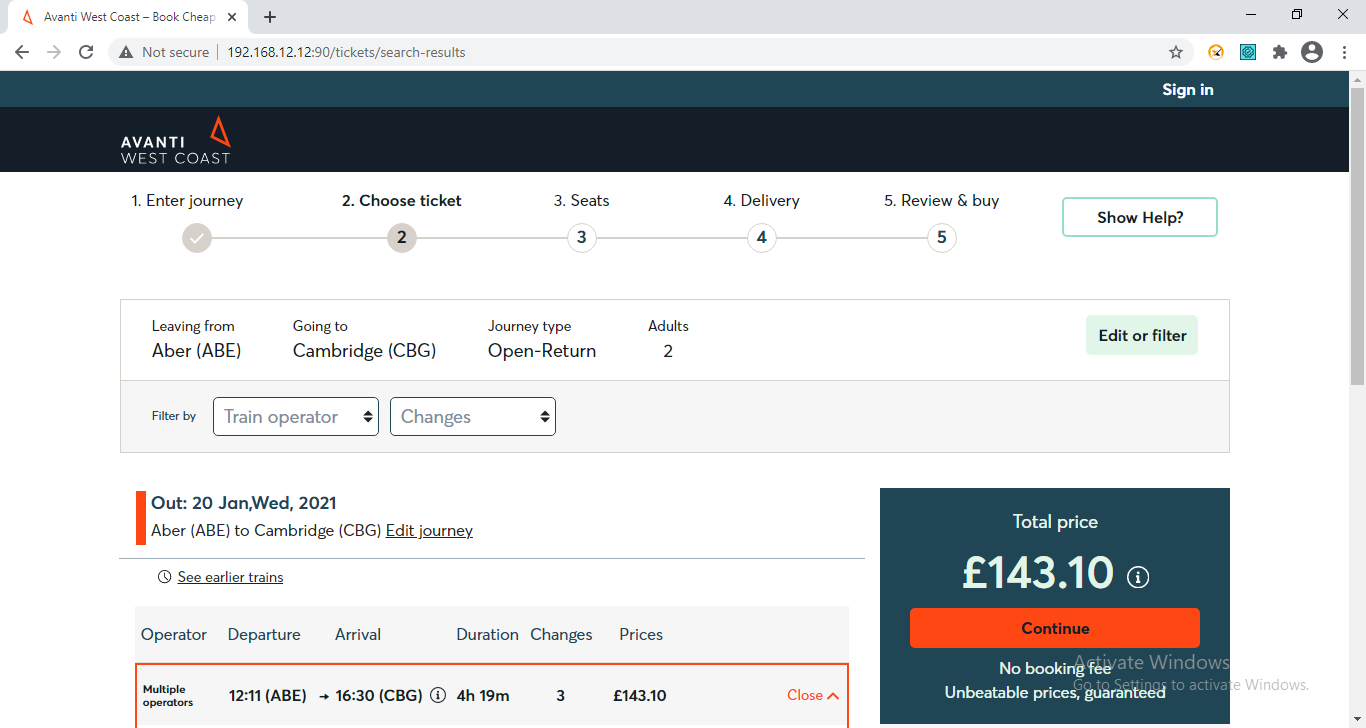 Avanti West Coast – Book Cheap
Not secure 192.168.12.12:90/tickets/search-results
Sign in
AVANTI
WEST COAST
1. Enter journey 2. Choose ticket 3. Seats 4. Delivery 5. Review & buy
2 3 4 5
Show Help?
Leaving from Going to Journey type Adults
Aber (ABE) Cambridge (CBG) Open-Return 2
Edit or filter
Filter by Train operator Changes
Out: 20 Jan,Wed, 2021
Aber (ABE) to Cambridge (CBG) Edit journey
See earlier trains
Operator Departure Arrival Duration Changes Prices
Multiple
operators
12:11 (ABE) → 16:30 (CBG) 4h 19m 3 £143.10 Close
Total price
£143.10
Continue
No booking fee
Unbeatable prices, guaranteed
Activate Windows
Go to Settings to activate Windows.